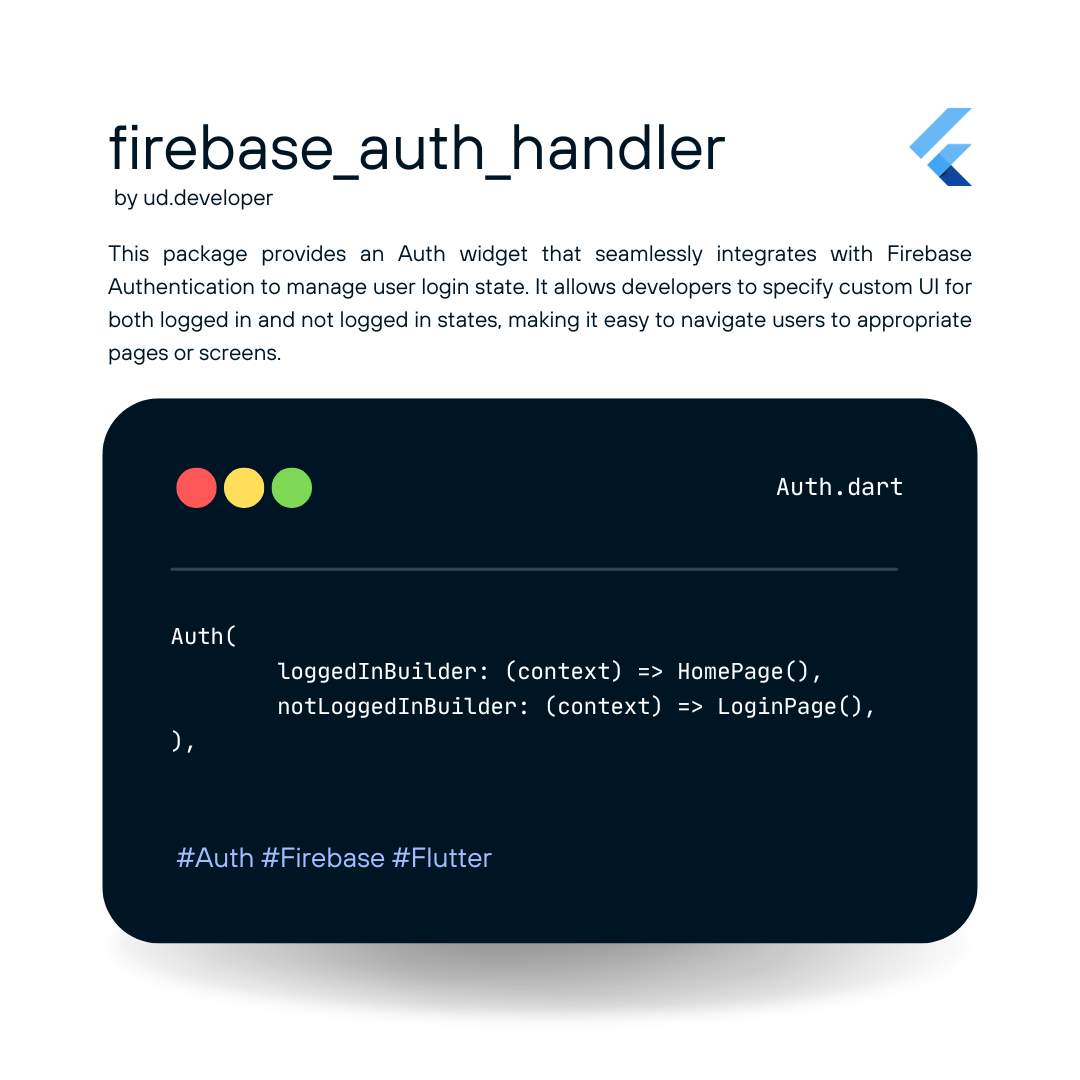 firebase_auth_handler
by ud.developer
This package provides an Auth widget that seamlessly integrates with Firebase
Authentication to manage user login state. It allows developers to specify custom UI for
both logged in and not logged in states, making it easy to navigate users to appropriate
pages or screens.
Auth.dart
Auth(
loggedInBuilder: (context) => HomePage(),
notLoggedInBuilder: (context) => LoginPage(),
),
#Auth #Firebase #Flutter